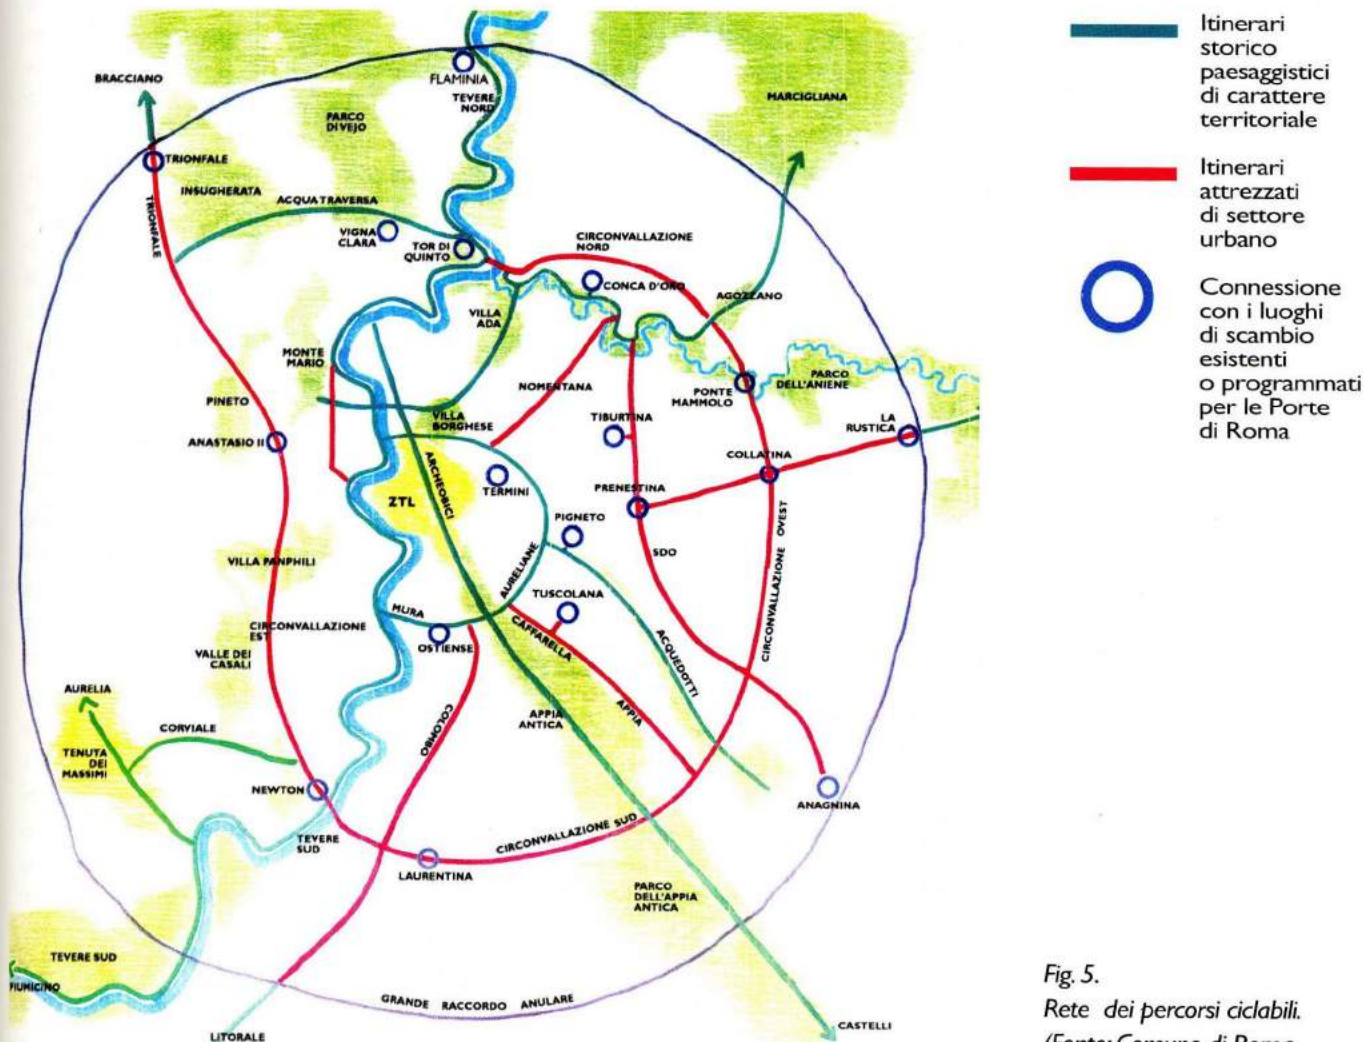 BRACCIANO
FLAMINIA
TEVERE
NORD
MARCIGLIANA
PARCO
DI VEJO
TRIONFALE
TRIONFALE
INSUGHERATA
ACQUA TRAVERSA
VIGNA
CLARA
TOR DI
QUINTO
CIRCONVALLAZIONE
NORD
CONCA D'ORO
AGOZZANO
VILLA
ADA
MONTE
MARIO
NOMENTANA
PONTE
MAMMOLO
PARCO
DELL'ANIENE
PINETO
VILLA
BORGHESE
TIBURTINA
LA
RUSTICA
ANASTASIO II
ARCHEOBICI
COLLATINA
TERMINI
PRENESTINA
ZTL
PIGNETO
CIRCONVALLAZIONE OVEST
SDO
VILLA PANPHILI
AURELIANE
TUSCOLANA
MURA
CIRCONVALLAZIONE
EST
CAFFARELLA
OSTIENSE
VALLE DEI
CASALI
ACQUEDOTTI
AURELIA
COLOMBO
APPIA
ANTICA
APPIA
CORVIALE
TENUTA
DEI
MASSIMI
NEWTON
ANAGNINA
TEVERE
SUD
CIRCONVALLAZIONE SUD
LAURENTINA
PARCO
DELL'APPIA
ANTICA
TEVERE SUD
FIUMICINO
GRANDE RACCORDO ANULARE
LITORALE
CASTELLI
Itinerari
storico
paesaggistici
di carattere
territoriale
Itinerari
attrezzati
di settore
urbano
Connessione
con i luoghi
di scambio
esistenti
o programmati
per le Porte
di Roma
Fig. 5.
Rete dei percorsi ciclabili.
(Fonte: Comune di Roma